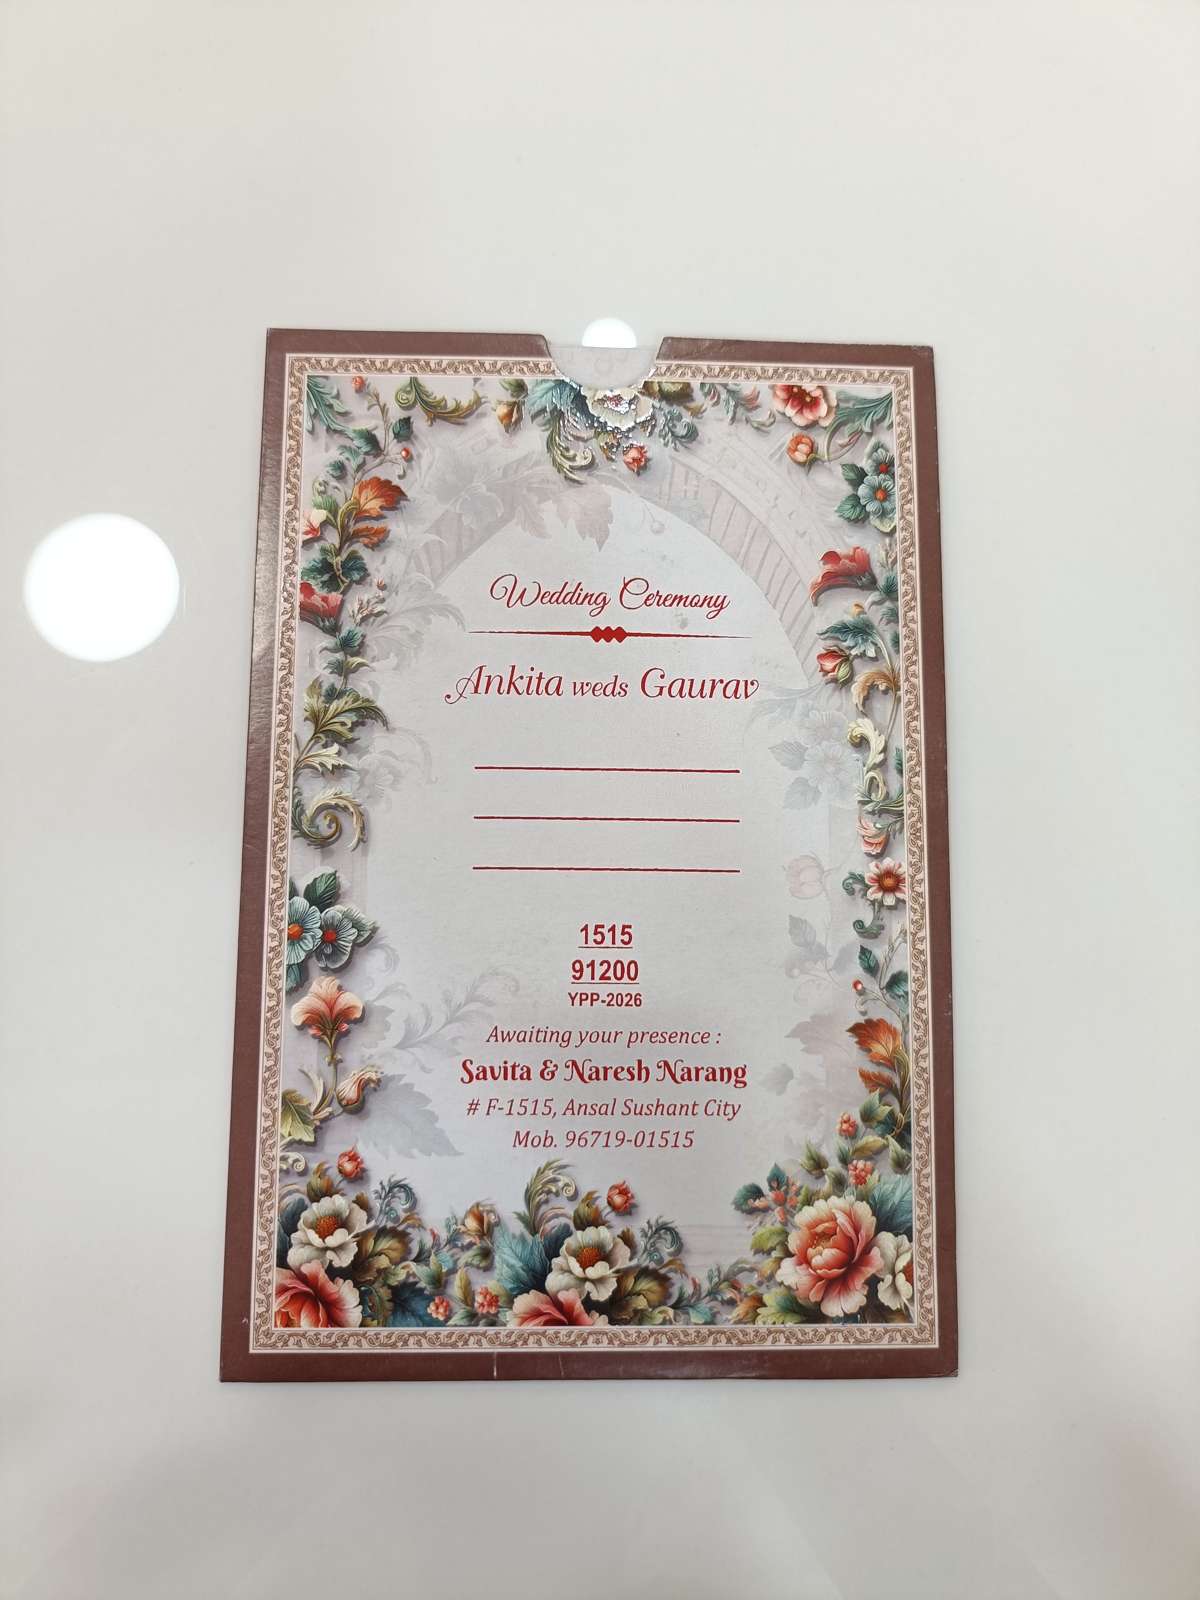 Wedding Ceremony
Ankita weds Gaurav
1515
91200
YPP-2026
Awaiting your presence :
Savita & Naresh Narang
# F-1515, Ansal Sushant City
Mob. 96719-01515